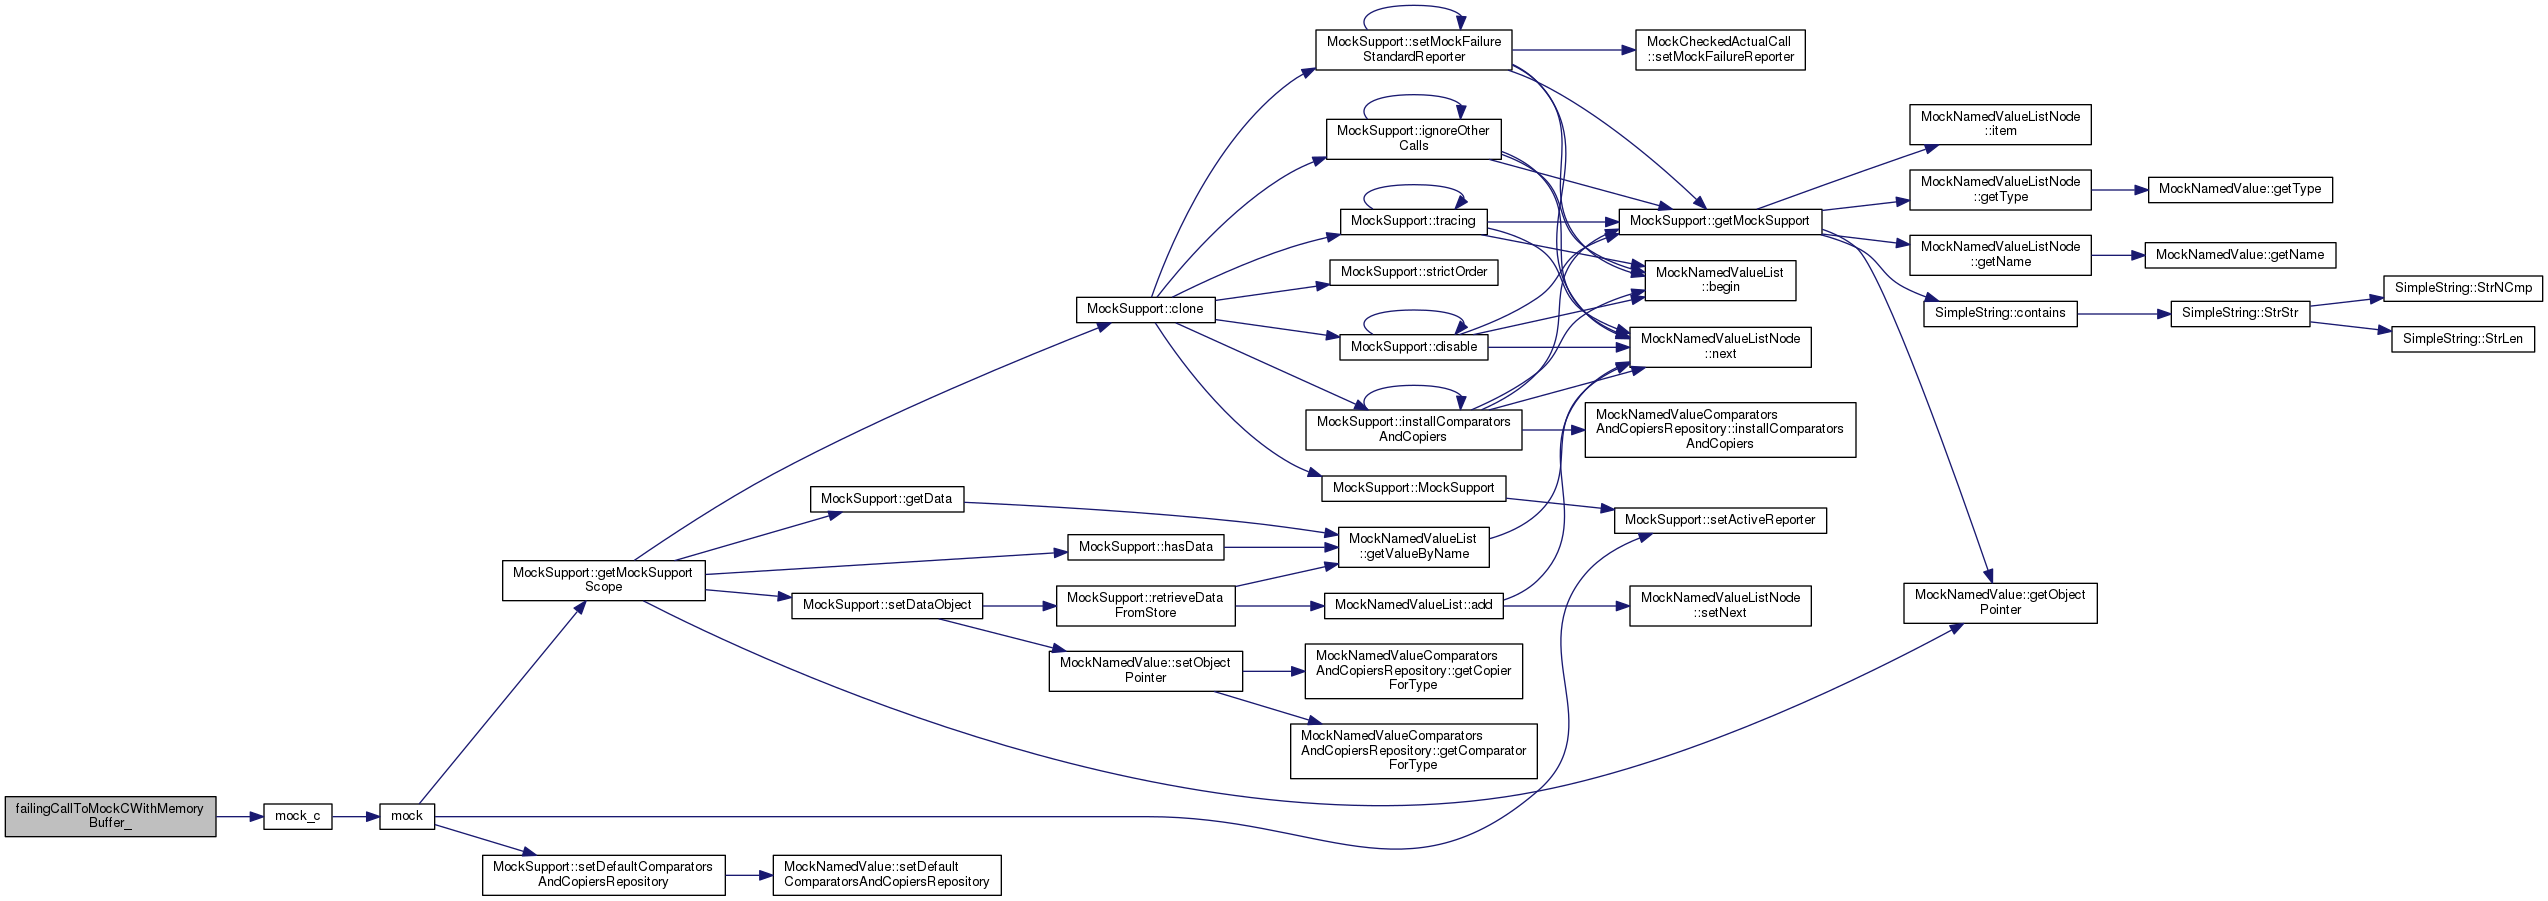 failingCallToMockCWithMemory
Buffer_
mock_c
mock
MockSupport::getMockSupport
Scope
MockSupport::setDefaultComparators
AndCopiersRepository
MockNamedValue::setDefault
ComparatorsAndCopiersRepository
MockSupport::getData
MockSupport::setDataObject
MockSupport::clone
MockSupport::hasData
MockSupport::retrieveData
FromStore
MockNamedValue::setObject
Pointer
MockSupport::setMockFailure
StandardReporter
MockSupport::ignoreOther
Calls
MockSupport::tracing
MockSupport::strictOrder
MockSupport::disable
MockSupport::installComparators
AndCopiers
MockSupport::MockSupport
MockNamedValueList
::getValueByName
MockNamedValueList::add
MockNamedValueComparators
AndCopiersRepository::getCopier
ForType
MockNamedValueComparators
AndCopiersRepository::getComparator
ForType
MockCheckedActualCall
::setMockFailureReporter
MockSupport::getMockSupport
MockNamedValueList
::begin
MockNamedValueListNode
::next
MockNamedValueComparators
AndCopiersRepository::installComparators
AndCopiers
MockSupport::setActiveReporter
MockNamedValueListNode
::setNext
MockNamedValueListNode
::item
MockNamedValueListNode
::getType
MockNamedValueListNode
::getName
SimpleString::contains
MockNamedValue::getObject
Pointer
MockNamedValue::getType
MockNamedValue::getName
SimpleString::StrStr
SimpleString::StrNCmp
SimpleString::StrLen